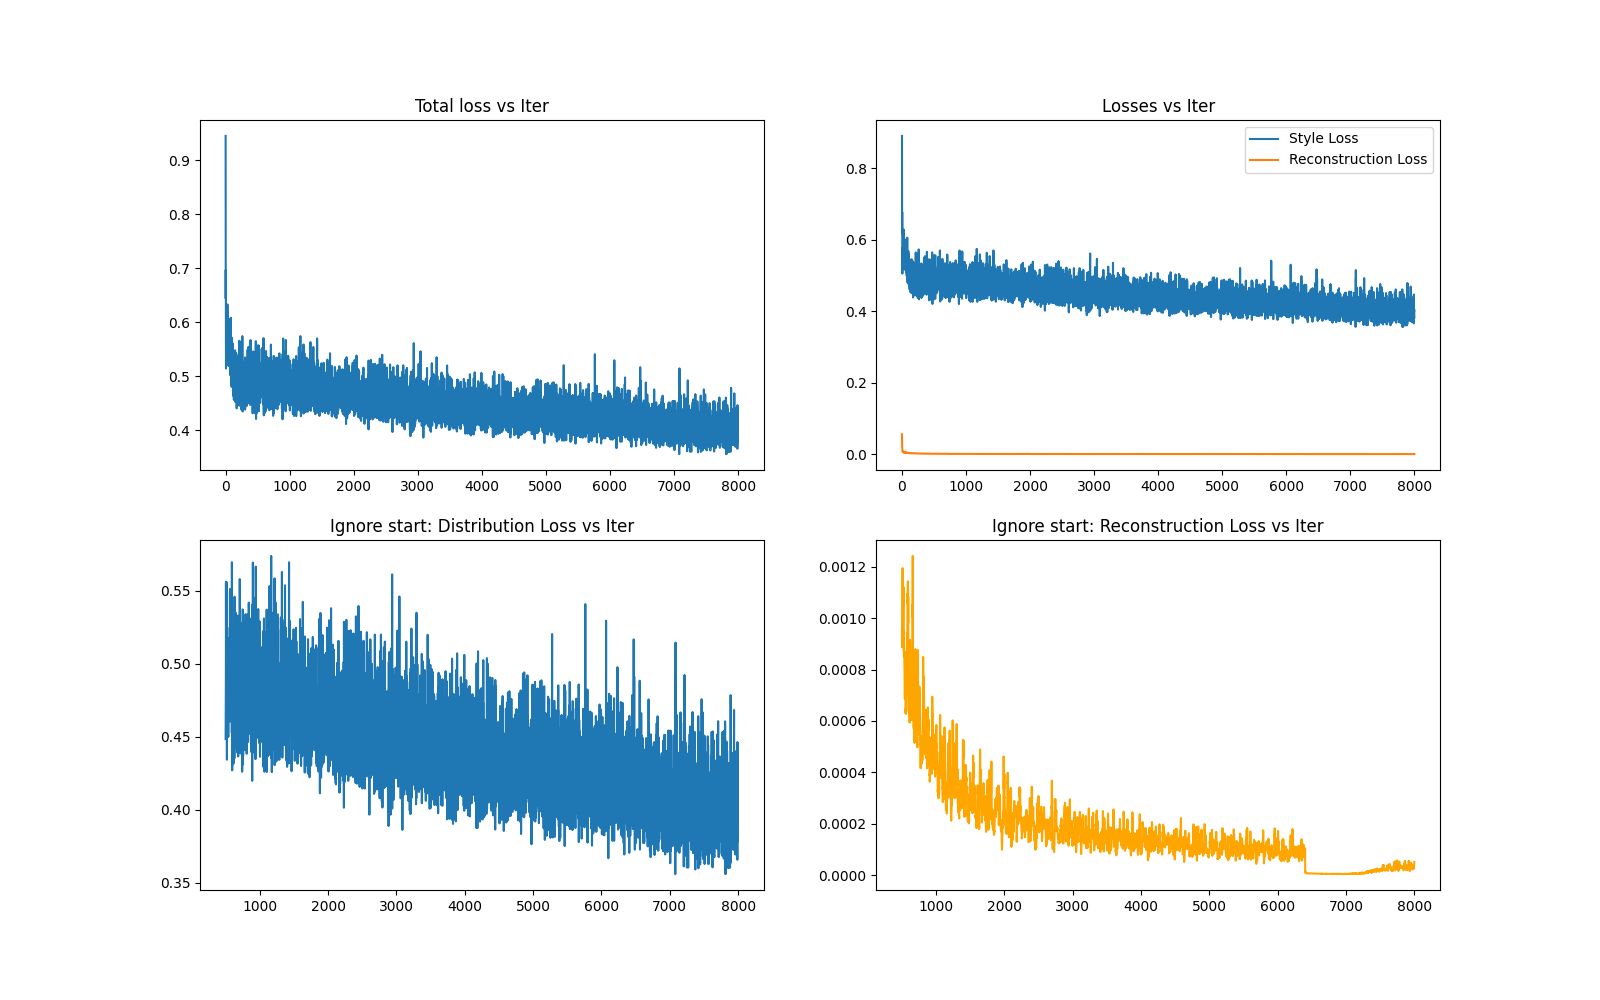 Total loss vs Iter
0.9
0.8
0.7
0.6
0.5
0.4
0 1000 2000 3000 4000 5000 6000 7000 8000
Losses vs Iter
Style Loss
Reconstruction Loss
0.8
0.6
0.4
0.2
0.0
0 1000 2000 3000 4000 5000 6000 7000 8000
Ignore start: Distribution Loss vs Iter
0.55
0.50
0.45
0.40
0.35
1000 2000 3000 4000 5000 6000 7000 8000
Ignore start: Reconstruction Loss vs Iter
0.0012
0.0010
0.0008
0.0006
0.0004
0.0002
0.0000
1000 2000 3000 4000 5000 6000 7000 8000